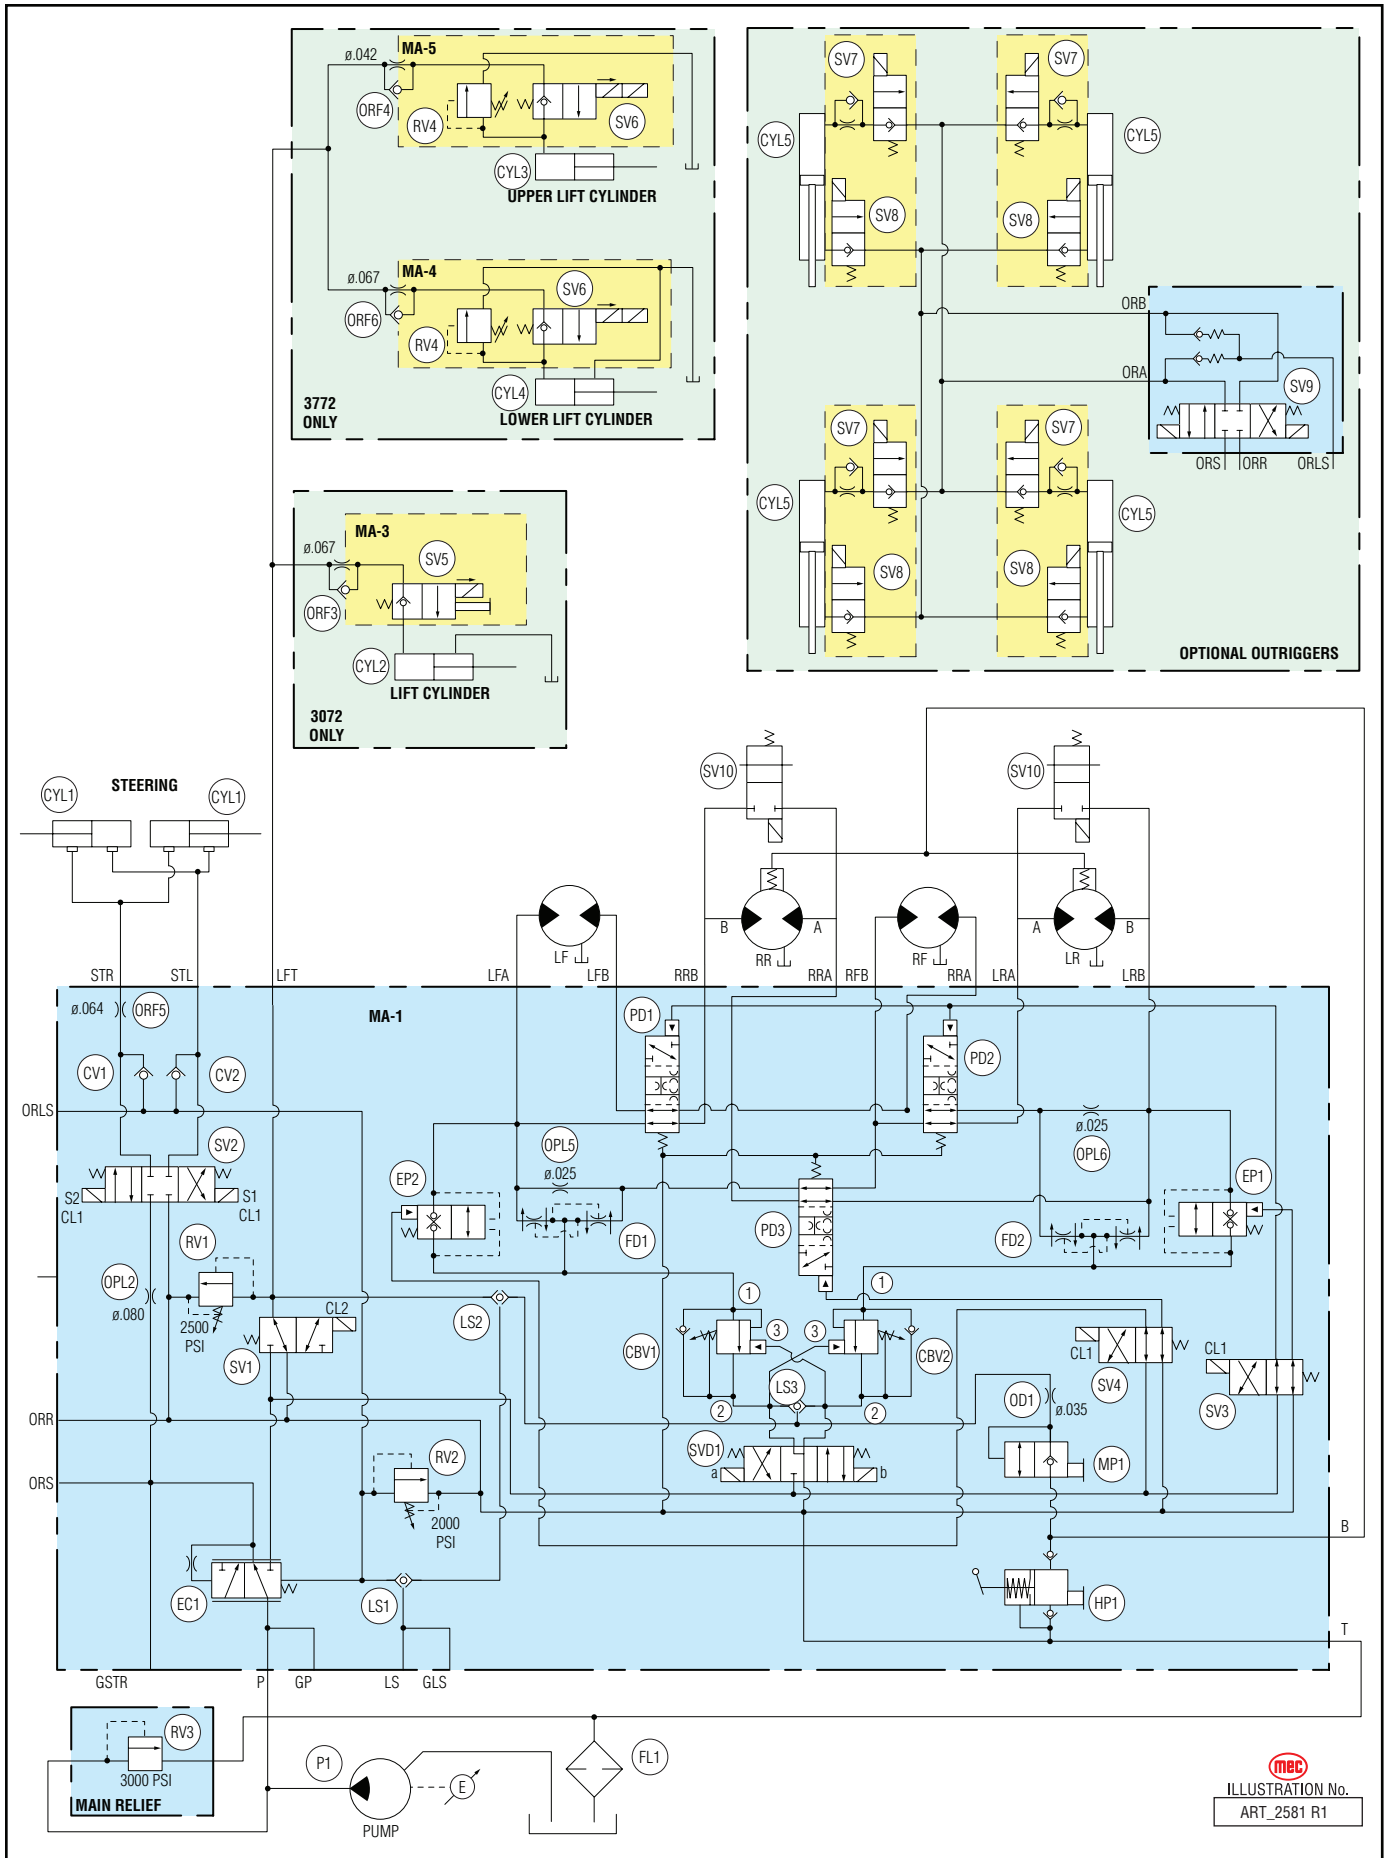 MA-5
ø.042
ORF4
RV4
SV6
CYL3
UPPER LIFT CYLINDER
MA-4
ø.067
SV6
ORF6
RV4
CYL4
LOWER LIFT CYLINDER
3772
ONLY
SV7
SV7
CYL5
CYL5
SV8
SV8
ORB
ORA
SV9
ORS
ORR
ORLS
SV7
SV7
CYL5
CYL5
SV8
SV8
OPTIONAL OUTRIGGERS
MA-3
ø.067
SV5
ORF3
CYL2
LIFT CYLINDER
3072
ONLY
STEERING
CYL1
CYL1
SV10
SV10
B
A
A
B
LF
RR
RF
LR
STR
STL
LFT
LFA
LFB
RRB
RRA
RFB
RRA
LRA
LRB
ø.064
ORF5
MA-1
PD1
PD2
CV1
CV2
ORLS
SV2
S2
CL1
S1
CL1
EP2
OPL5
ø.025
ø.025
OPL6
EP1
RV1
FD1
PD3
FD2
OPL2
ø.080
2500
PSI
CL2
SV1
LS2
1
1
3
3
CBV1
CBV2
LS3
2
2
CL1
SV4
CL1
SV3
OD1
ø.035
ORR
SVD1
a
b
MP1
ORS
RV2
2000
PSI
B
EC1
LS1
HP1
T
GSTR
P
GP
LS
GLS
RV3
3000 PSI
MAIN RELIEF
P1
E
PUMP
FL1
mec
ILLUSTRATION No.
ART_2581 R1